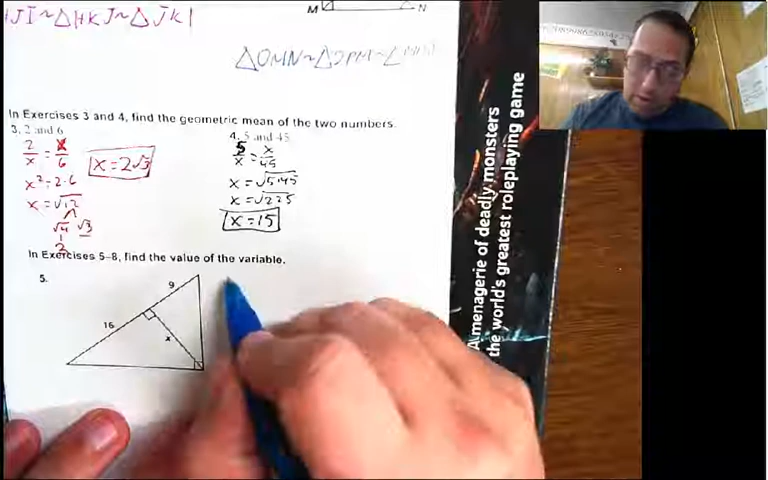 IJI~△HKJ~△JKI
M N
△OMN~△OPM~
In Exercises 3 and 4, find the geometric mean of the two numbers.
3. 2 and 6
2/x = x/6
x = 2√3
x² = 2·6
x = √12
√4 √3
2
4. 5 and 45
5/x = x/45
x = √5·45
x = √225
x = 15
In Exercises 5–8, find the value of the variable.
5.
9
16
x
A menagerie of deadly monsters
the world's greatest roleplaying game